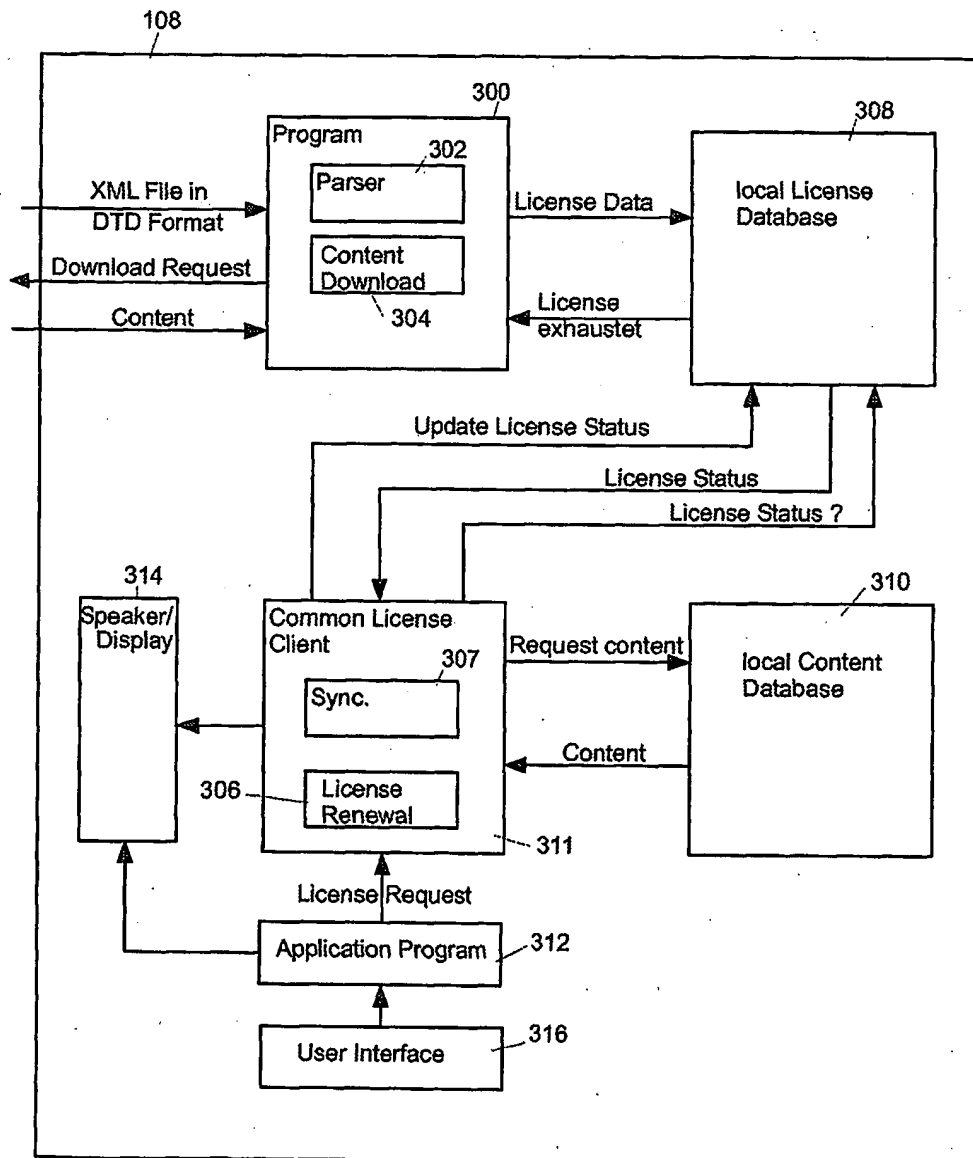 108
300
Program
302
Parser
Content
Download
304
XML File in
DTD Format
Download Request
Content
License Data
License
exhaustet
308
local License
Database
Update License Status
License Status
License Status ?
314
Speaker/
Display
Common License
Client
307
Sync.
306
License
Renewal
311
Request content
Content
310
local Content
Database
License Request
Application Program
312
User Interface
316